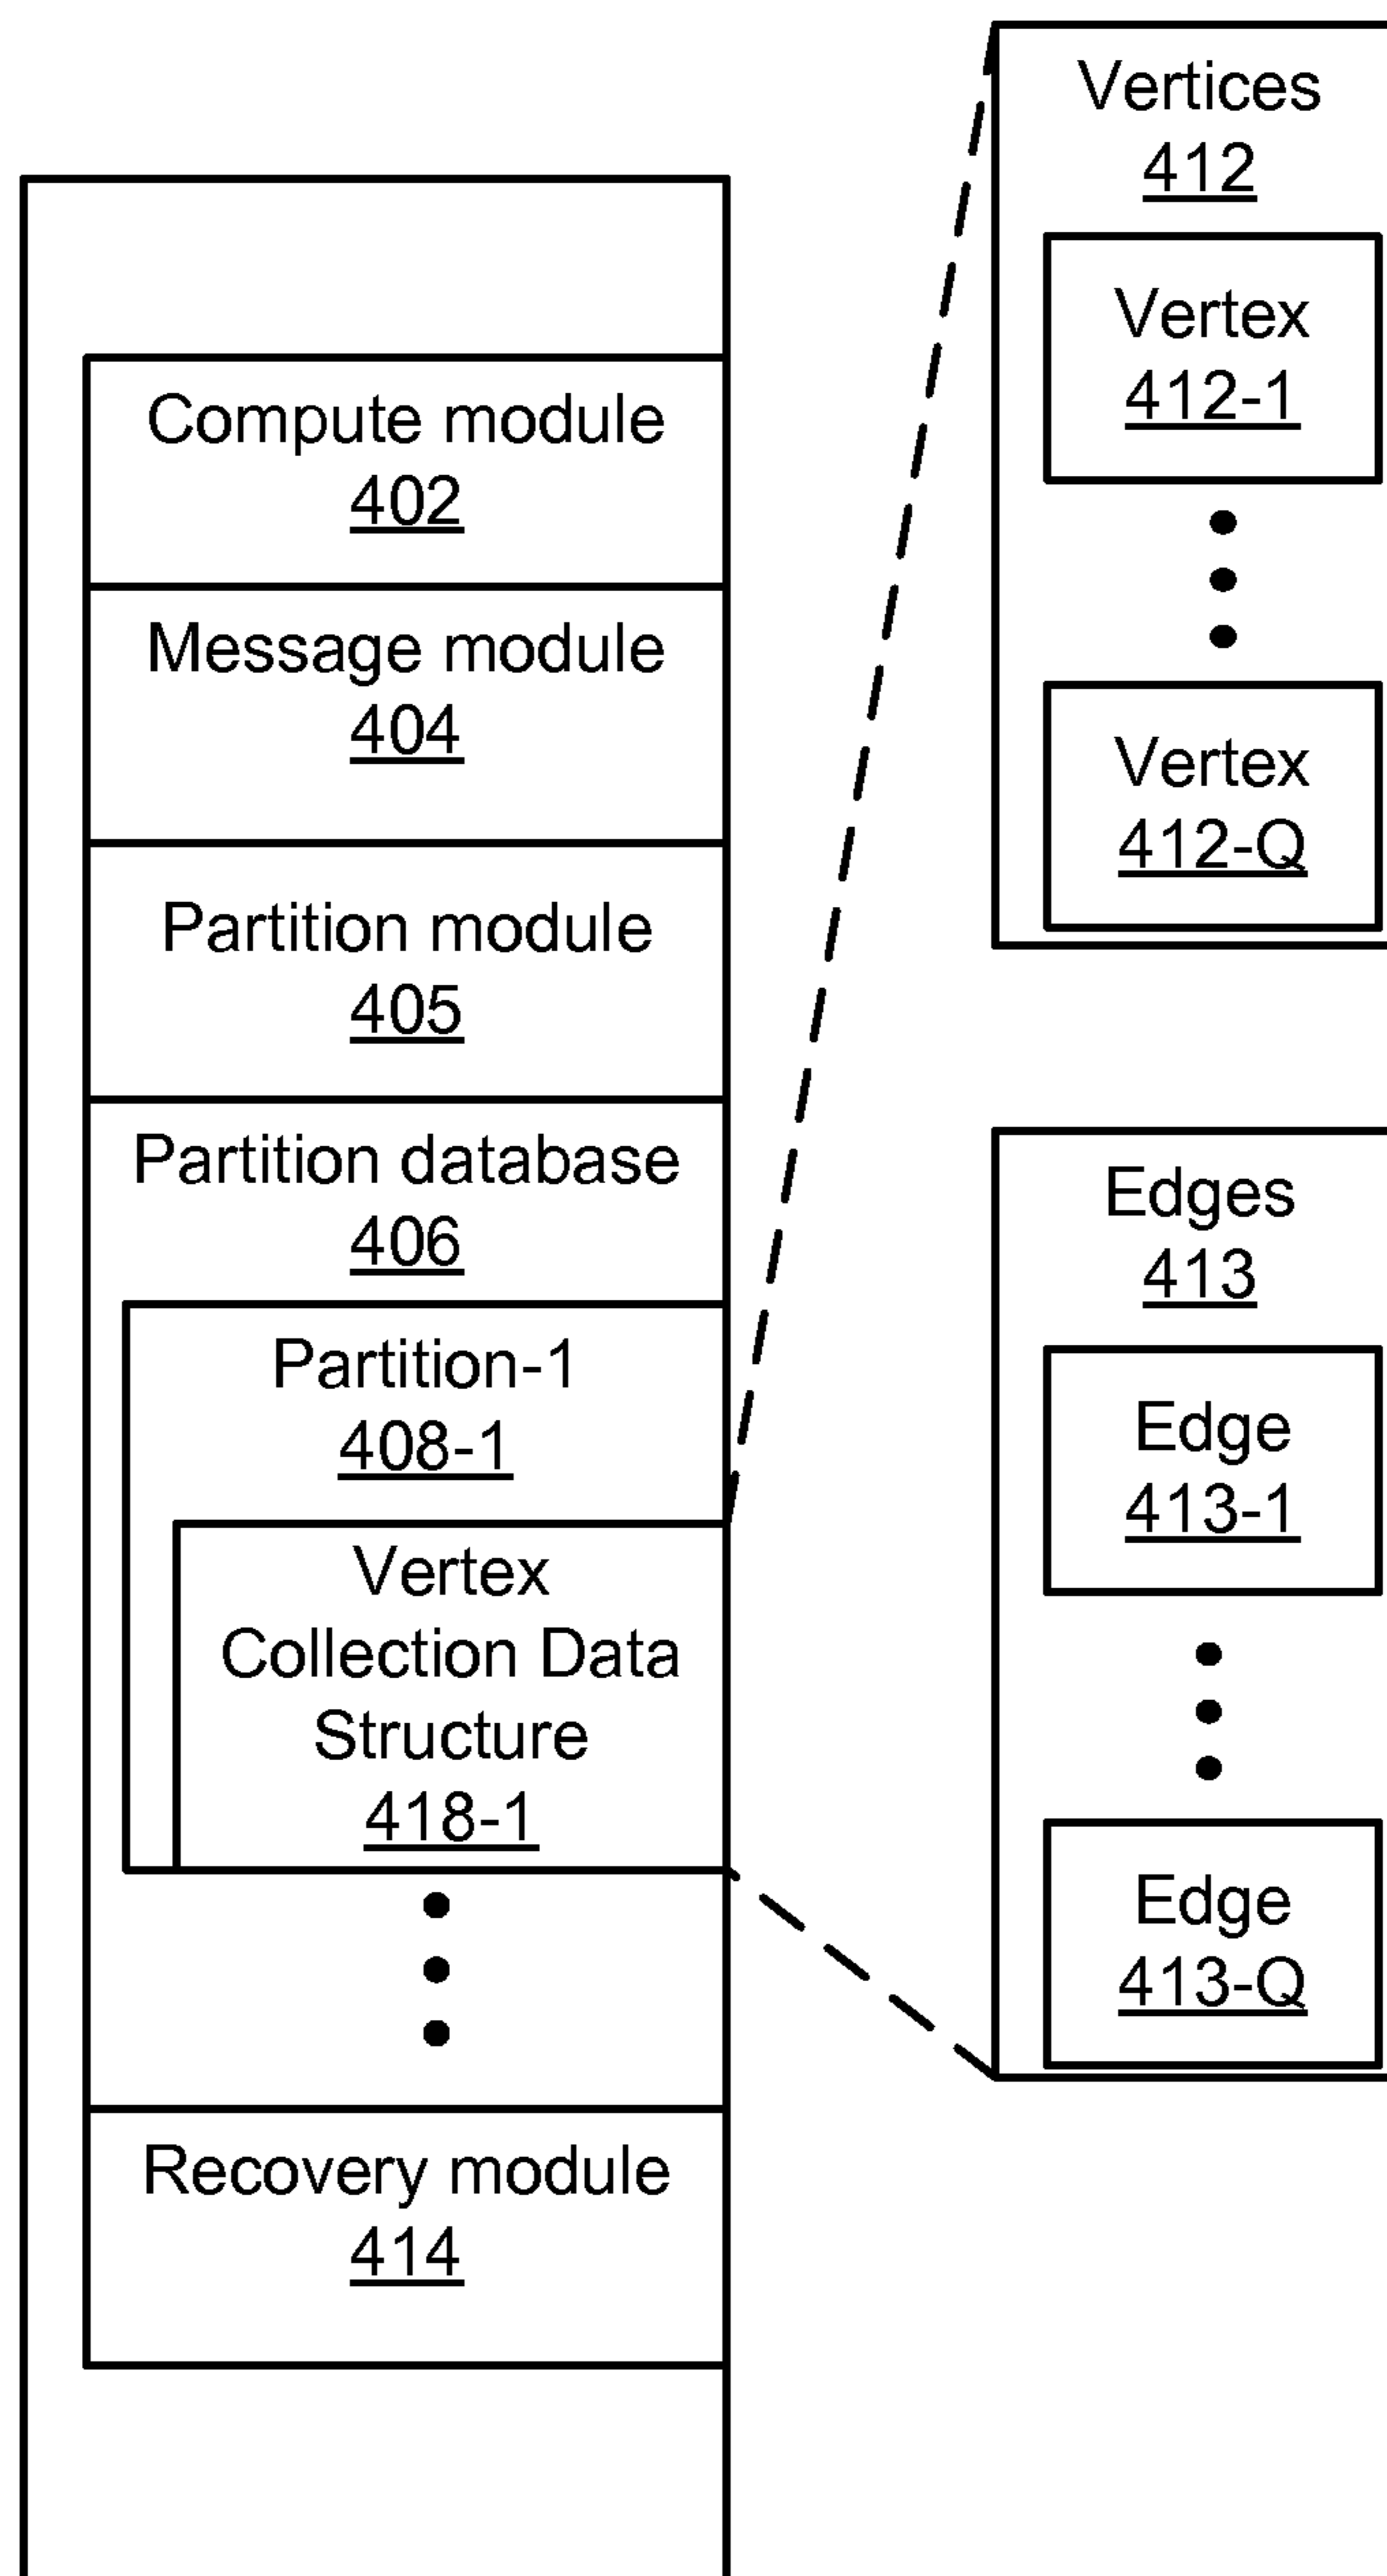 Compute module
402
Message module
404
Partition module
405
Partition database
406
Partition-1
408-1
Vertex
Collection Data
Structure
418-1
Recovery module
414
Vertices
412
Vertex
412-1
Vertex
412-Q
Edges
413
Edge
413-1
Edge
413-Q